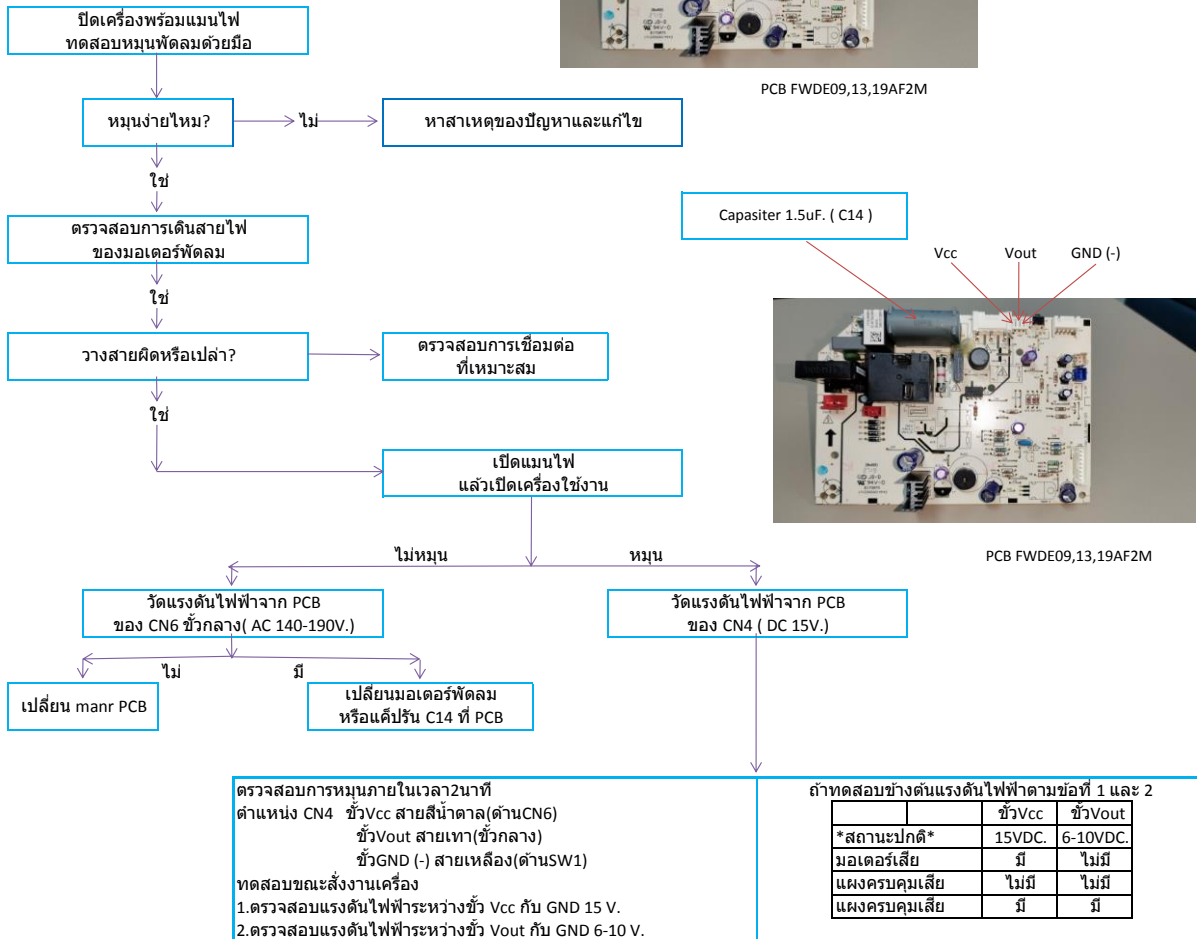 ปิดเครื่องพร้อมแมนไฟ
ทดสอบหมุนพัดลมด้วยมือ
PCB FWDE09,13,19AF2M
หมุนง่ายไหม?
ไม่
หาสาเหตุของปัญหาและแก้ไข
ใช่
ตรวจสอบการเดินสายไฟ
ของมอเตอร์พัดลม
Capasiter 1.5uF. ( C14 )
Vcc
Vout
GND (-)
ใช่
วางสายผิดหรือเปล่า?
ตรวจสอบการเชื่อมต่อ
ที่เหมาะสม
ใช่
เปิดแมนไฟ
แล้วเปิดเครื่องใช้งาน
ไม่หมุน
หมุน
PCB FWDE09,13,19AF2M
วัดแรงดันไฟฟ้าจาก PCB
ของ CN6 ขั้วกลาง( AC 140-190V.)
วัดแรงดันไฟฟ้าจาก PCB
ของ CN4 ( DC 15V.)
ไม่
มี
เปลี่ยน manr PCB
เปลี่ยนมอเตอร์พัดลม
หรือแค็ปรัน C14 ที่ PCB
ตรวจสอบการหมุนภายในเวลา2นาที
ตำแหน่ง CN4 ขั้วVcc สายสีน้ำตาล(ด้านCN6)
ขั้วVout สายเทา(ขั้วกลาง)
ขั้วGND (-) สายเหลือง(ด้านSW1)
ทดสอบขณะสั่งงานเครื่อง
1.ตรวจสอบแรงดันไฟฟ้าระหว่างขั้ว Vcc กับ GND 15 V.
2.ตรวจสอบแรงดันไฟฟ้าระหว่างขั้ว Vout กับ GND 6-10 V.
ถ้าทดสอบข้างต้นแรงดันไฟฟ้าตามข้อที่ 1 และ 2
ขั้วVcc ขั้วVout
*สถานะปกติ* 15VDC. 6-10VDC.
มอเตอร์เสีย มี ไม่มี
แผงครบคุมเสีย ไม่มี ไม่มี
แผงครบคุมเสีย มี มี